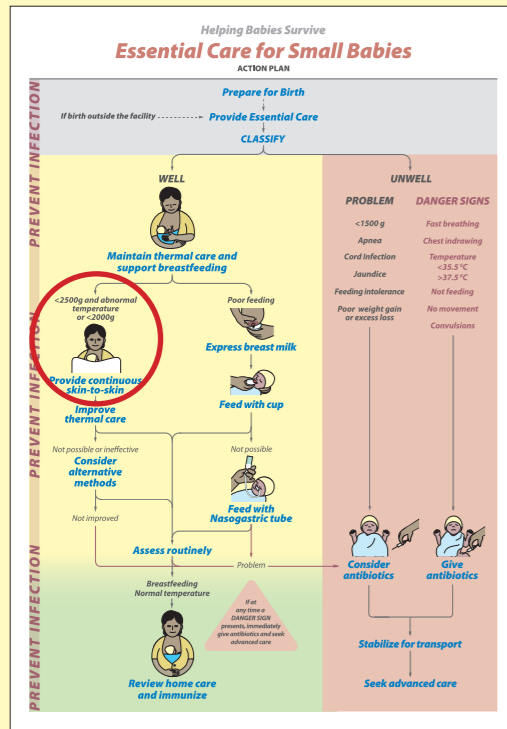 Helping Babies Survive
Essential Care for Small Babies
ACTION PLAN
PREVENT INFECTION
Prepare for Birth
If birth outside the facility
Provide Essential Care
CLASSIFY
WELL
Maintain thermal care and
support breastfeeding
<2500g and abnormal
temperature
or <2000g
Provide continuous
skin-to-skin
Improve
thermal care
Not possible or ineffective
Consider
alternative
methods
Not improved
Poor feeding
Express breast milk
Feed with cup
Not possible
Feed with
Nasogastric tube
Assess routinely
Problem
Breastfeeding
Normal temperature
Review home care
and immunize
If at
any time a
DANGER SIGN
presents, immediately
give antibiotics and seek
advanced care
UNWELL
PROBLEM
<1500 g
Apnea
Cord Infection
Jaundice
Feeding intolerance
Poor weight gain
or excess loss
DANGER SIGNS
Fast breathing
Chest indrawing
Temperature
<35.5°C
>37.5°C
Not feeding
No movement
Convulsions
Consider
antibiotics
Give
antibiotics
Stabilize for transport
Seek advanced care
PREVENT INFECTION
PREVENT INFECTION